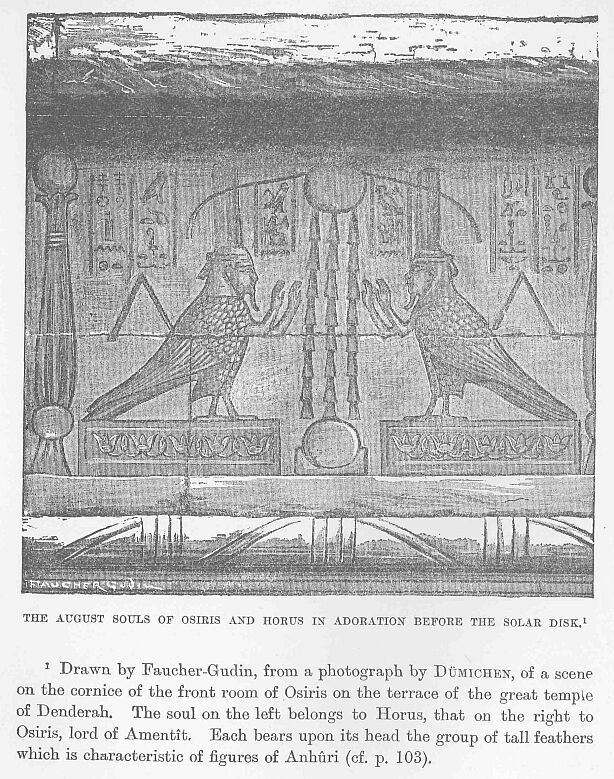 FAUCHER-GUDIN
THE AUGUST SOULS OF OSIRIS AND HORUS IN ADORATION BEFORE THE SOLAR DISK.¹
¹ Drawn by Faucher-Gudin, from a photograph by DÜMICHEN, of a scene
on the cornice of the front room of Osiris on the terrace of the great temple
of Denderah. The soul on the left belongs to Horus, that on the right to
Osiris, lord of Amentît. Each bears upon its head the group of tall feathers
which is characteristic of figures of Anhûri (cf. p. 103).